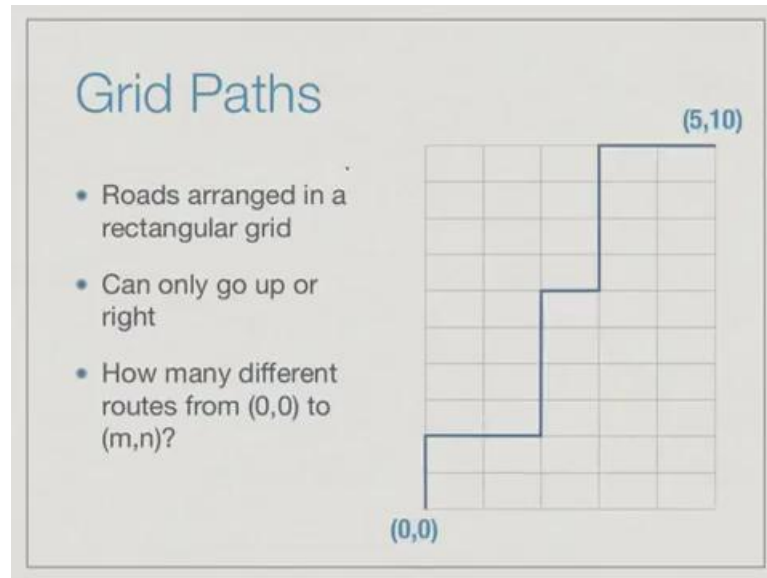 Grid Paths
• Roads arranged in a
rectangular grid
• Can only go up or
right
• How many different
routes from (0,0) to
(m,n)?
(5,10)
(0,0)